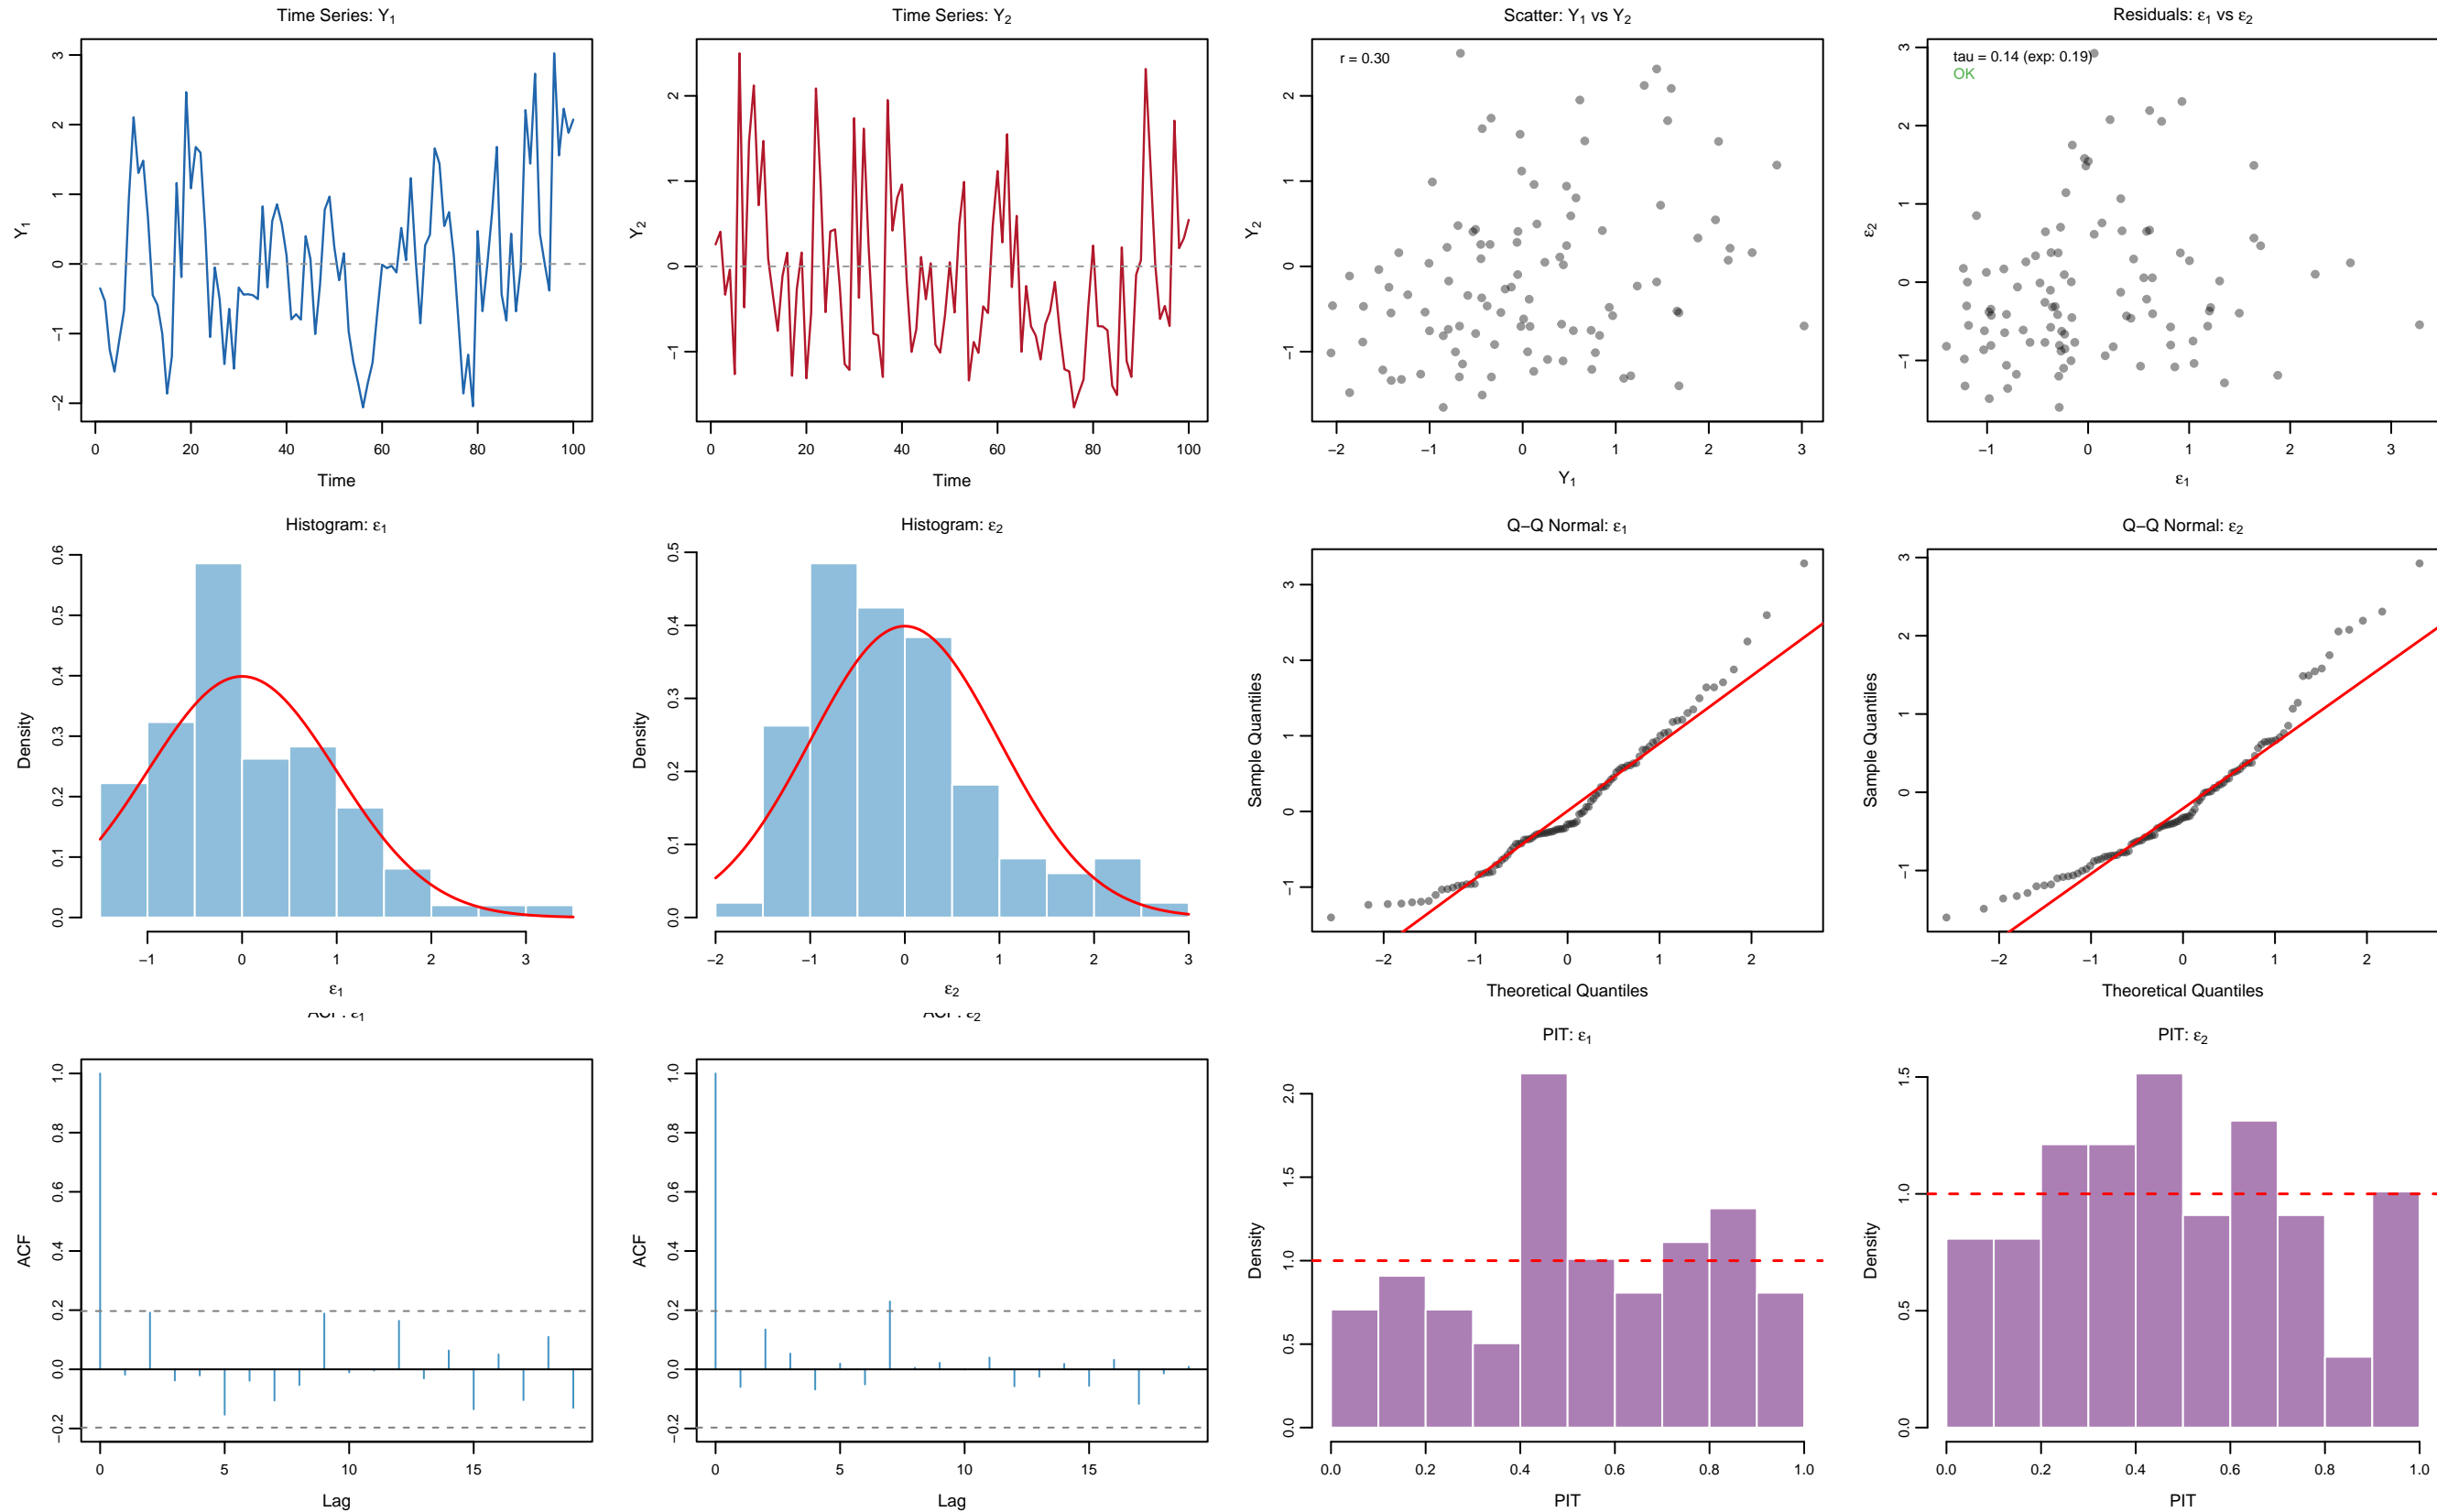 Time Series: Y1
Y1
3
2
1
0
−1
−2
0 20 40 60 80 100
Time
Time Series: Y2
Y2
2
1
0
−1
0 20 40 60 80 100
Time
Scatter: Y1 vs Y2
r = 0.30
Y2
2
1
0
−1
−2 −1 0 1 2 3
Y1
Residuals: ε1 vs ε2
tau = 0.14 (exp: 0.19)
OK
ε2
3
2
1
0
−1
−1 0 1 2 3
ε1
Histogram: ε1
Density
0.6
0.5
0.4
0.3
0.2
0.1
0.0
−1 0 1 2 3
ε1
Histogram: ε2
Density
0.5
0.4
0.3
0.2
0.1
0.0
−2 −1 0 1 2 3
ε2
Q−Q Normal: ε1
Sample Quantiles
3
2
1
0
−1
−2 −1 0 1 2
Theoretical Quantiles
Q−Q Normal: ε2
Sample Quantiles
3
2
1
0
−1
−2 −1 0 1 2
Theoretical Quantiles
ACF: ε1
ACF
1.0
0.8
0.6
0.4
0.2
0.0
−0.2
0 5 10 15
Lag
ACF: ε2
ACF
1.0
0.8
0.6
0.4
0.2
0.0
−0.2
0 5 10 15
Lag
PIT: ε1
Density
2.0
1.5
1.0
0.5
0.0
0.0 0.2 0.4 0.6 0.8 1.0
PIT
PIT: ε2
Density
1.5
1.0
0.5
0.0
0.0 0.2 0.4 0.6 0.8 1.0
PIT